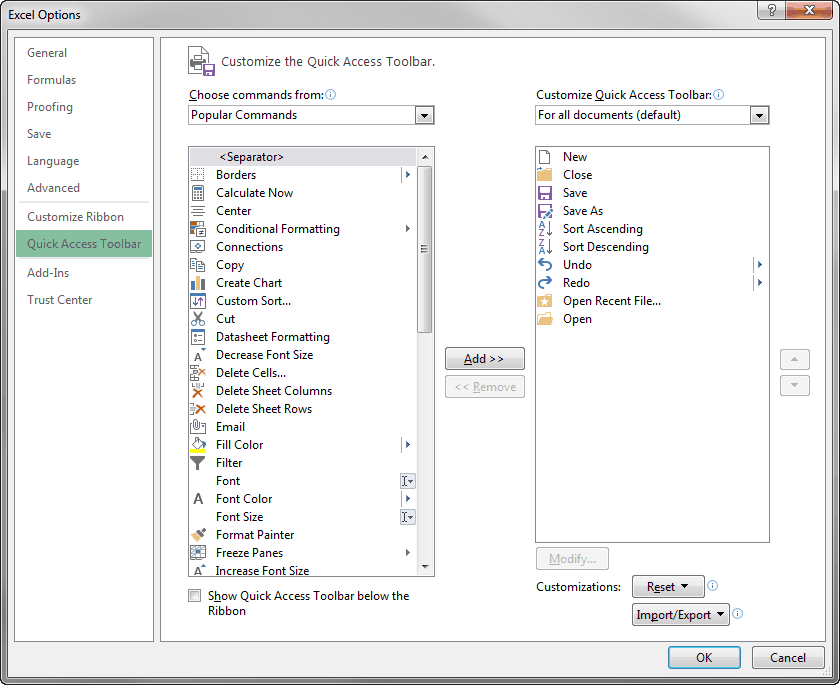 Excel Options
General
Formulas
Proofing
Save
Language
Advanced
Customize Ribbon
Quick Access Toolbar
Add-Ins
Trust Center
Customize the Quick Access Toolbar.
Choose commands from:
Popular Commands
<Separator>
Borders
Calculate Now
Center
Conditional Formatting
Connections
Copy
Create Chart
Custom Sort...
Cut
Datasheet Formatting
Decrease Font Size
Delete Cells...
Delete Sheet Columns
Delete Sheet Rows
Email
Fill Color
Filter
Font
Font Color
Font Size
Format Painter
Freeze Panes
Increase Font Size
Show Quick Access Toolbar below the
Ribbon
Add >>
<< Remove
Customize Quick Access Toolbar:
For all documents (default)
New
Close
Save
Save As
Sort Ascending
Sort Descending
Undo
Redo
Open Recent File...
Open
Modify...
Customizations: Reset
Import/Export
OK Cancel